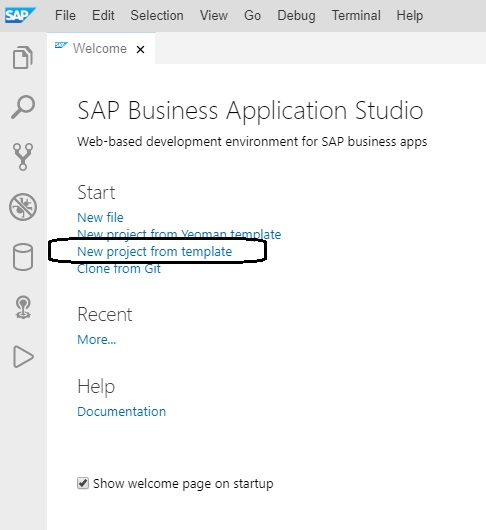 SAP File Edit Selection View Go Debug Terminal Help
SAP Welcome ×
SAP Business Application Studio
Web-based development environment for SAP business apps
Start
New file
New project from Yeoman template
New project from template
Clone from Git
Recent
More...
Help
Documentation
Show welcome page on startup